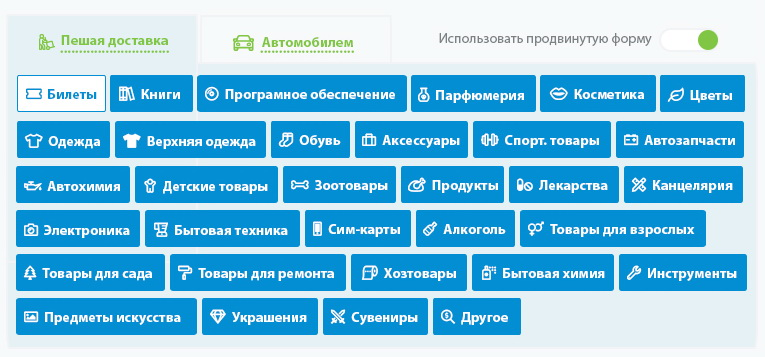 Пешая доставка Автомобилем Использовать продвинутую форму
Билеты Книги Програмное обеспечение Парфюмерия Косметика Цветы
Одежда Верхняя одежда Обувь Аксессуары Спорт. товары Автозапчасти
Автохимия Детские товары Зоотовары Продукты Лекарства Канцелярия
Электроника Бытовая техника Сим-карты Алкоголь Товары для взрослых
Товары для сада Товары для ремонта Хозтовары Бытовая химия Инструменты
Предметы искусства Украшения Сувениры Другое